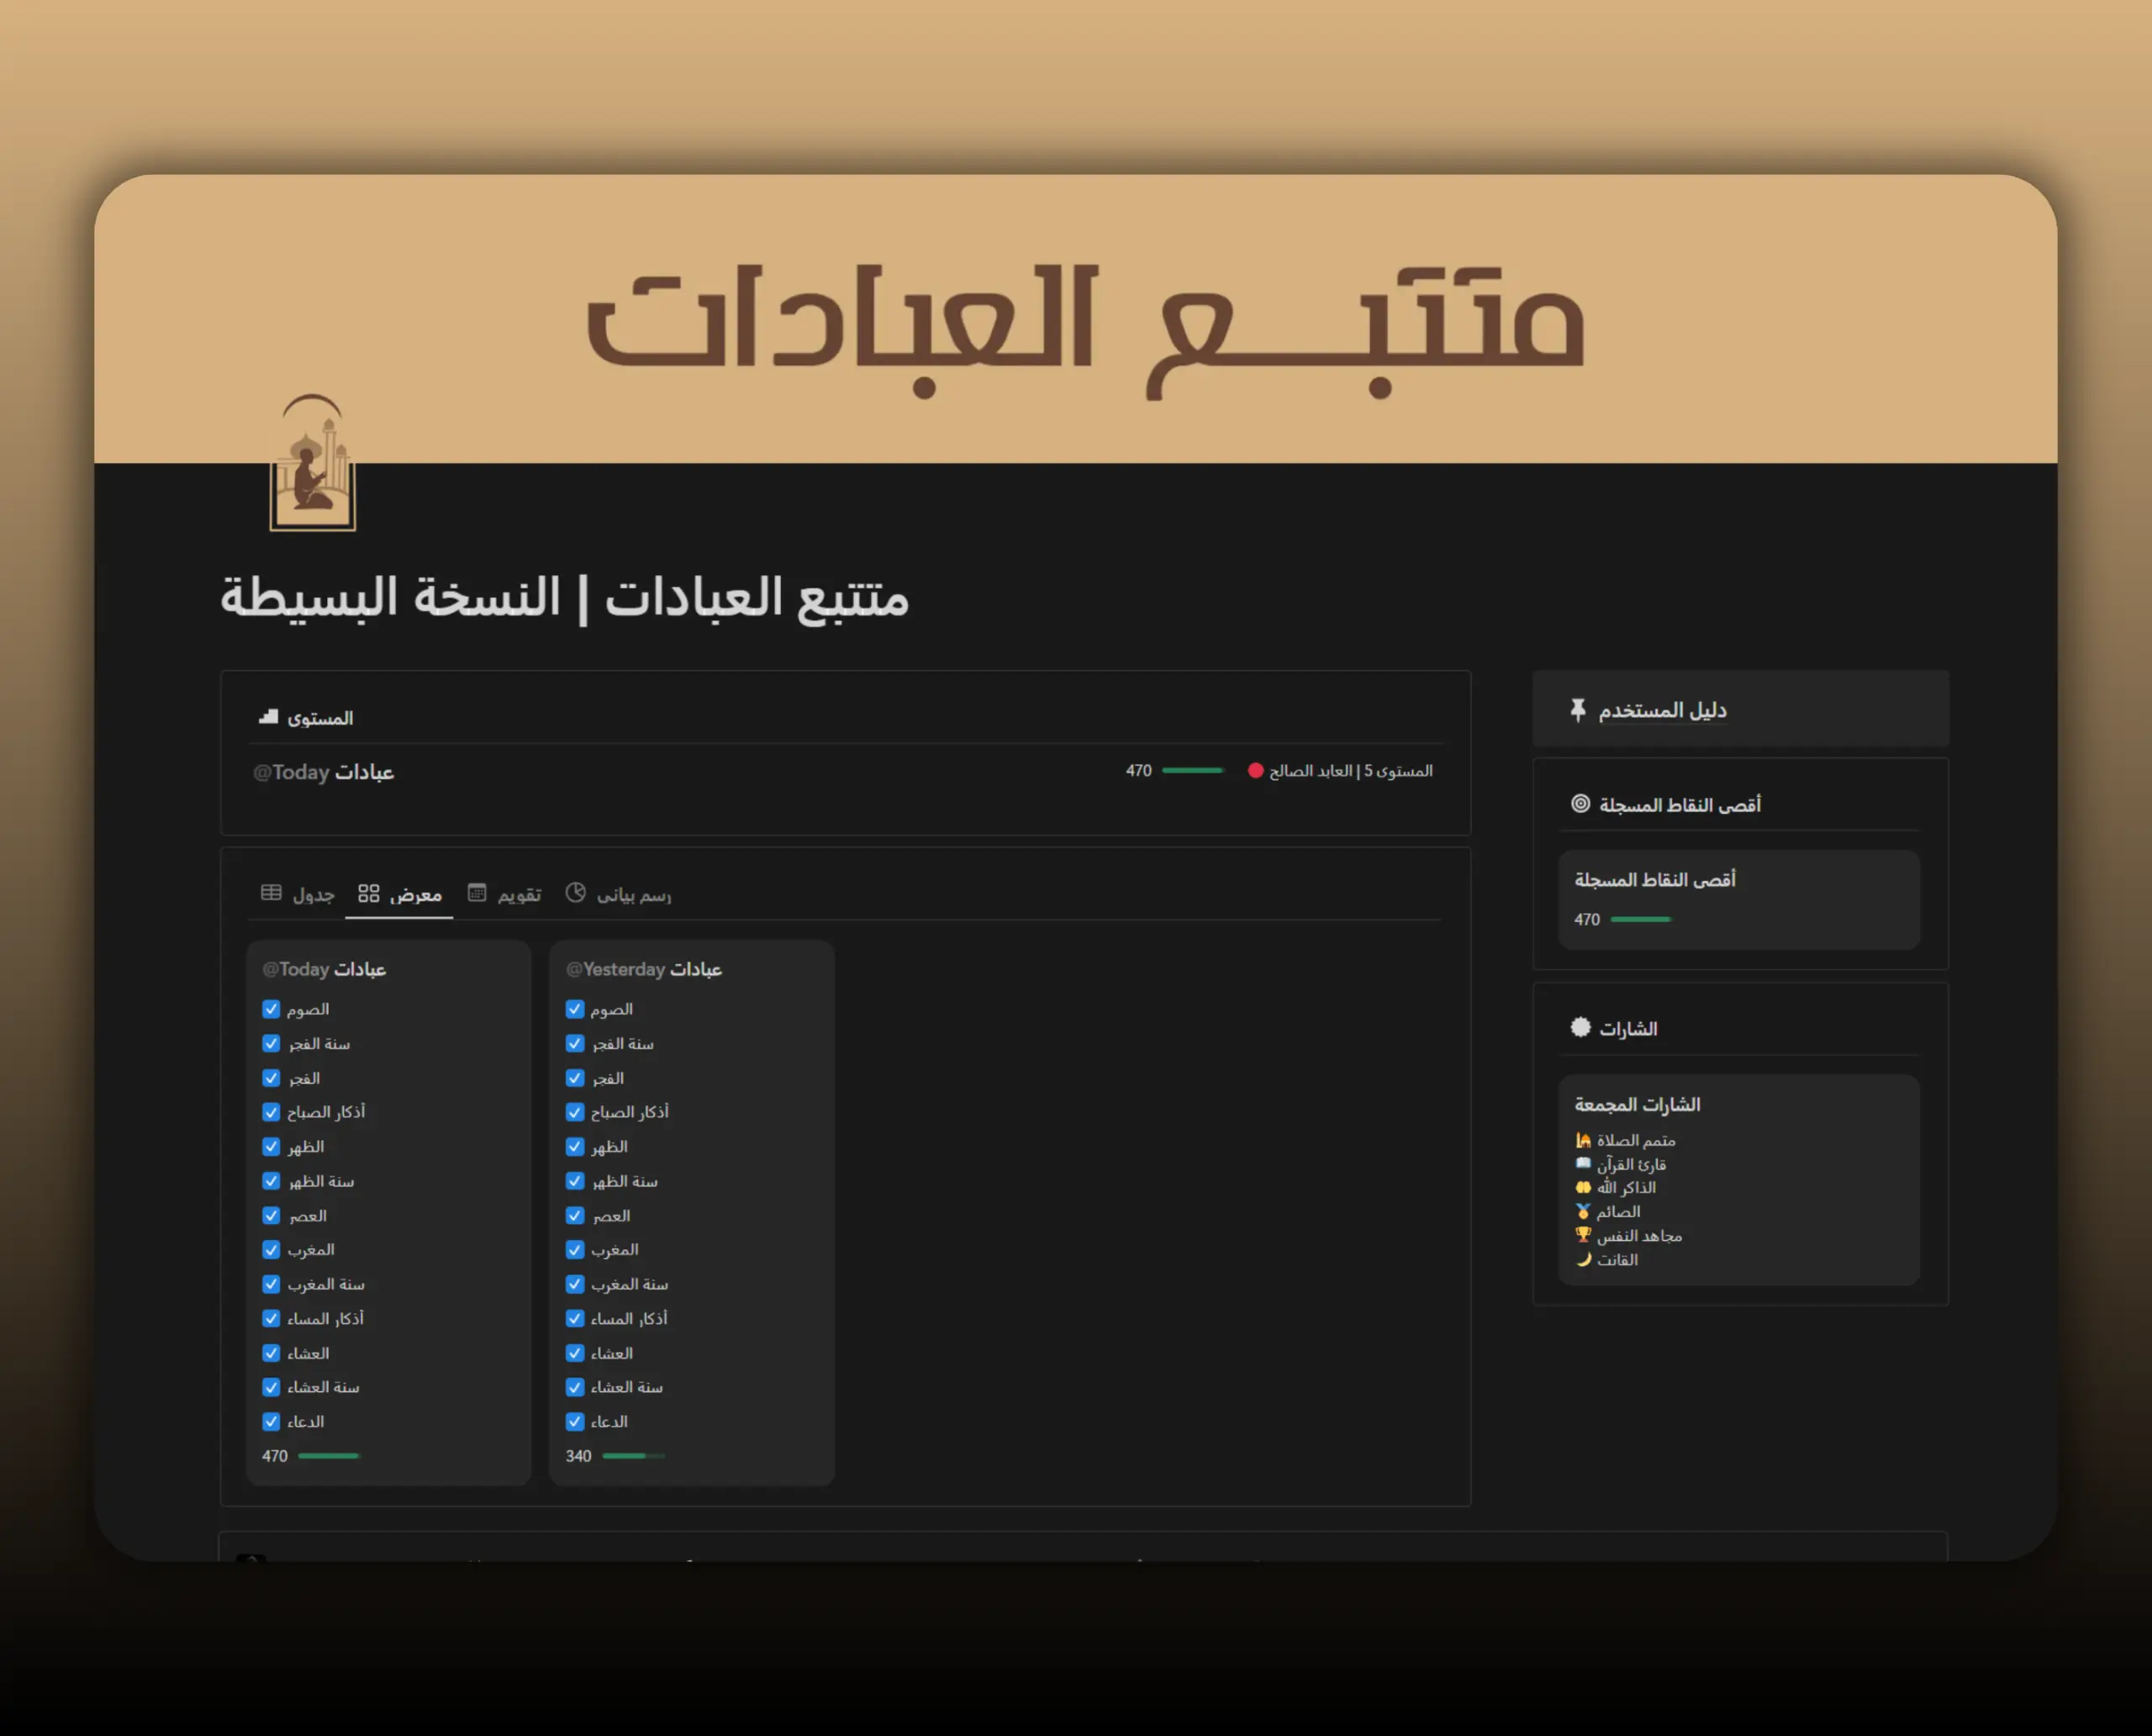 متتبع العبادات
متتبع العبادات | النسخة البسيطة
المستوى
عبادات @Today
470 المستوى 5 | العابد الصالح
جدول
معرض
تقويم
رسم بياني
عبادات @Today
الصوم
سنة الفجر
الفجر
أذكار الصباح
الظهر
سنة الظهر
العصر
المغرب
سنة المغرب
أذكار المساء
العشاء
سنة العشاء
الدعاء
470
عبادات @Yesterday
الصوم
سنة الفجر
الفجر
أذكار الصباح
الظهر
سنة الظهر
العصر
المغرب
سنة المغرب
أذكار المساء
العشاء
سنة العشاء
الدعاء
340
دليل المستخدم
أقصى النقاط المسجلة
أقصى النقاط المسجلة
470
الشارات
الشارات المجمعة
متمم الصلاة
قارئ القرآن
الذاكر الله
الصائم
مجاهد النفس
القانت